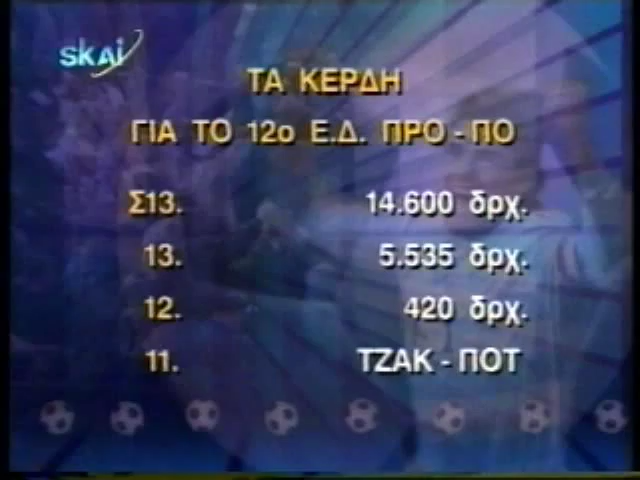 SKAI
ΤΑ ΚΕΡΔΗ
ΓΙΑ ΤΟ 12ο Ε.Δ. ΠΡΟ - ΠΟ
Σ13. 14.600 δρχ.
13. 5.535 δρχ.
12. 420 δρχ.
11. ΤΖΑΚ - ΠΟΤ